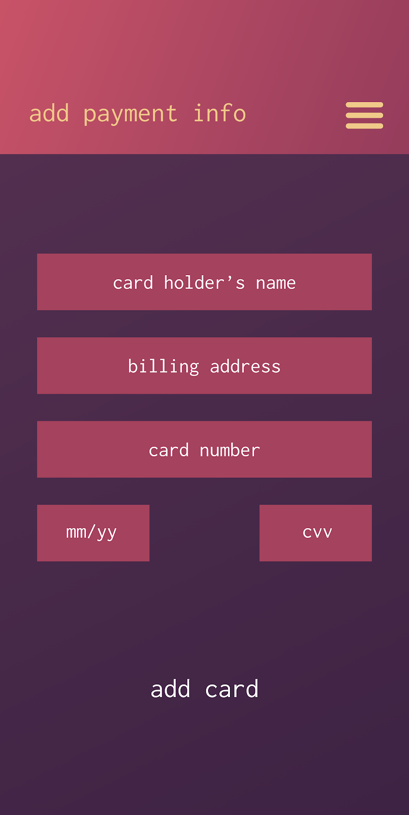 add payment info
card holder’s name
billing address
card number
mm/yy
cvv
add card